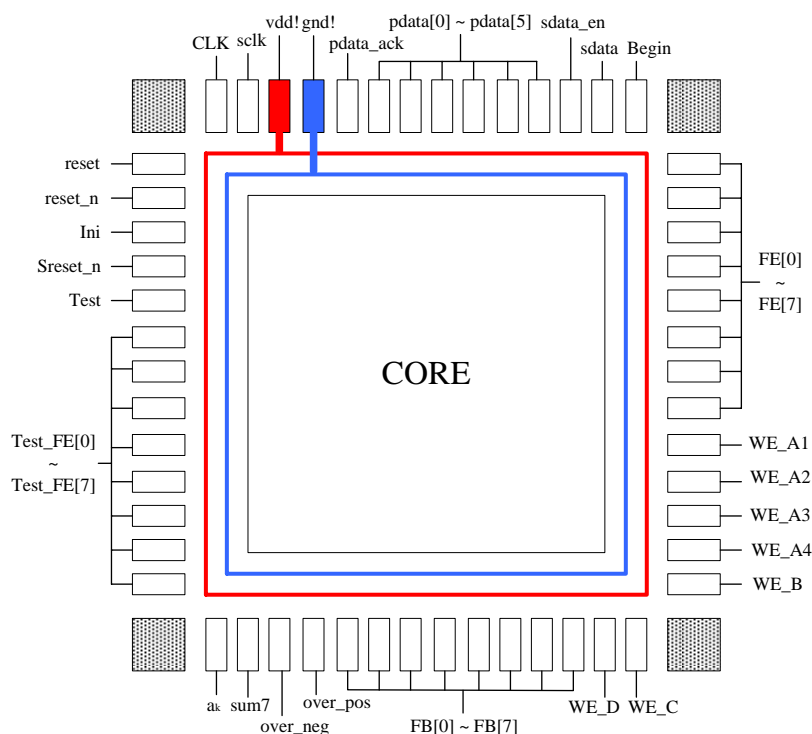 CLK
sclk
vdd!
gnd!
pdata_ack
pdata[0] ~ pdata[5]
sdata_en
sdata
Begin
reset
reset_n
Ini
Sreset_n
Test
Test_FE[0]
~
Test_FE[7]
CORE
FE[0]
~
FE[7]
WE_A1
WE_A2
WE_A3
WE_A4
WE_B
ak
sum7
over_neg
over_pos
FB[0] ~ FB[7]
WE_D
WE_C